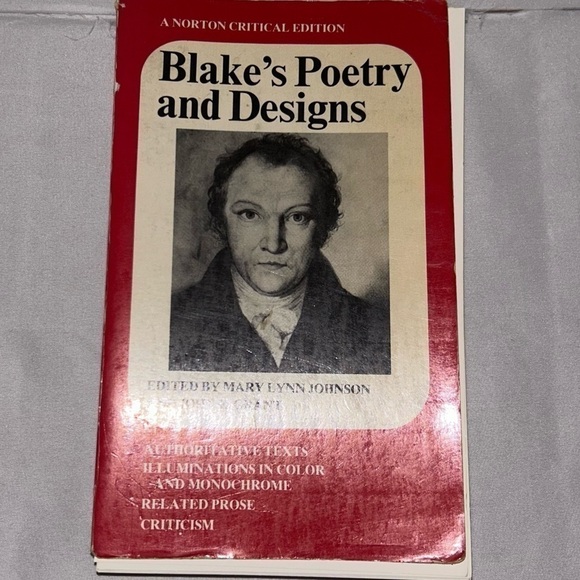 A NORTON CRITICAL EDITION
Blake's Poetry
and Designs
EDITED BY MARY LYNN JOHNSON
GRANT
AUTHORITATIVE TEXTS
ILLUMINATIONS IN COLOR
AND MONOCHROME
RELATED PROSE
CRITICISM